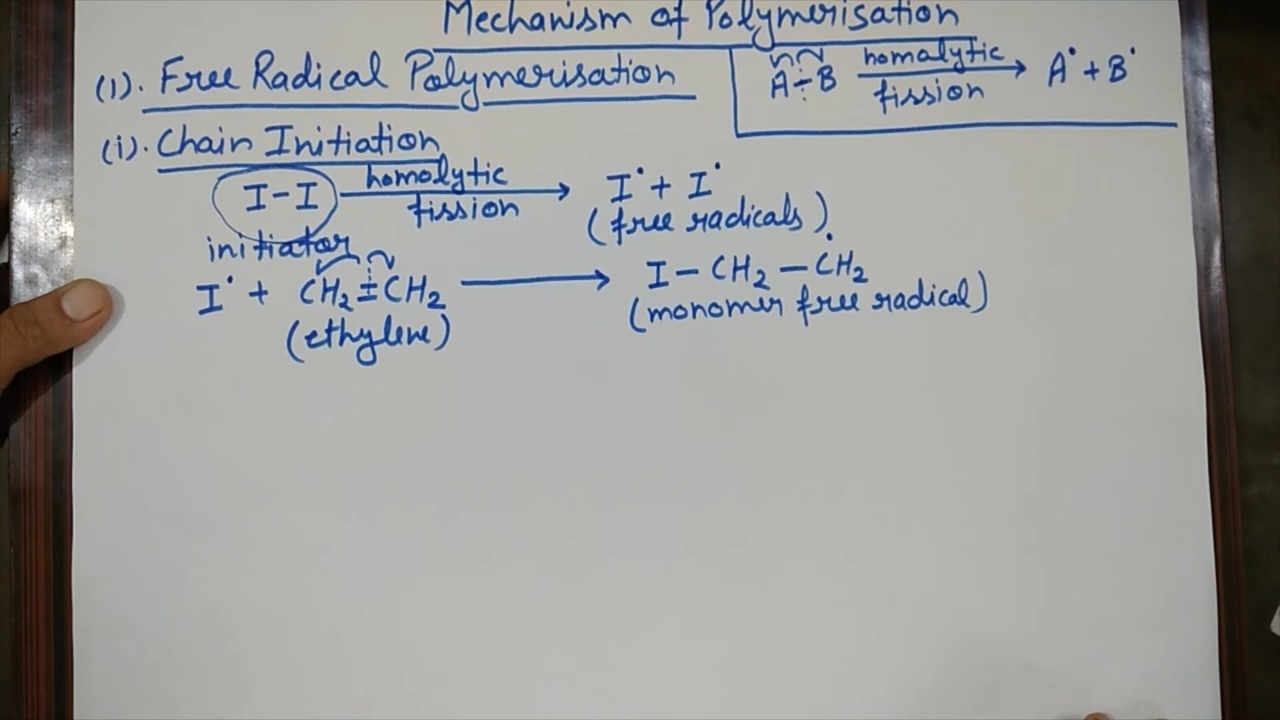 Mechanism of Polymerisation
(1). Free Radical Polymerisation
A÷B homolytic fission → A• + B•
(i). Chain Initiation
I-I homolytic fission → I• + I•
initiator (free radicals)
I• + CH₂=CH₂ → I-CH₂-ĊH₂
(ethylene) (monomer free radical)